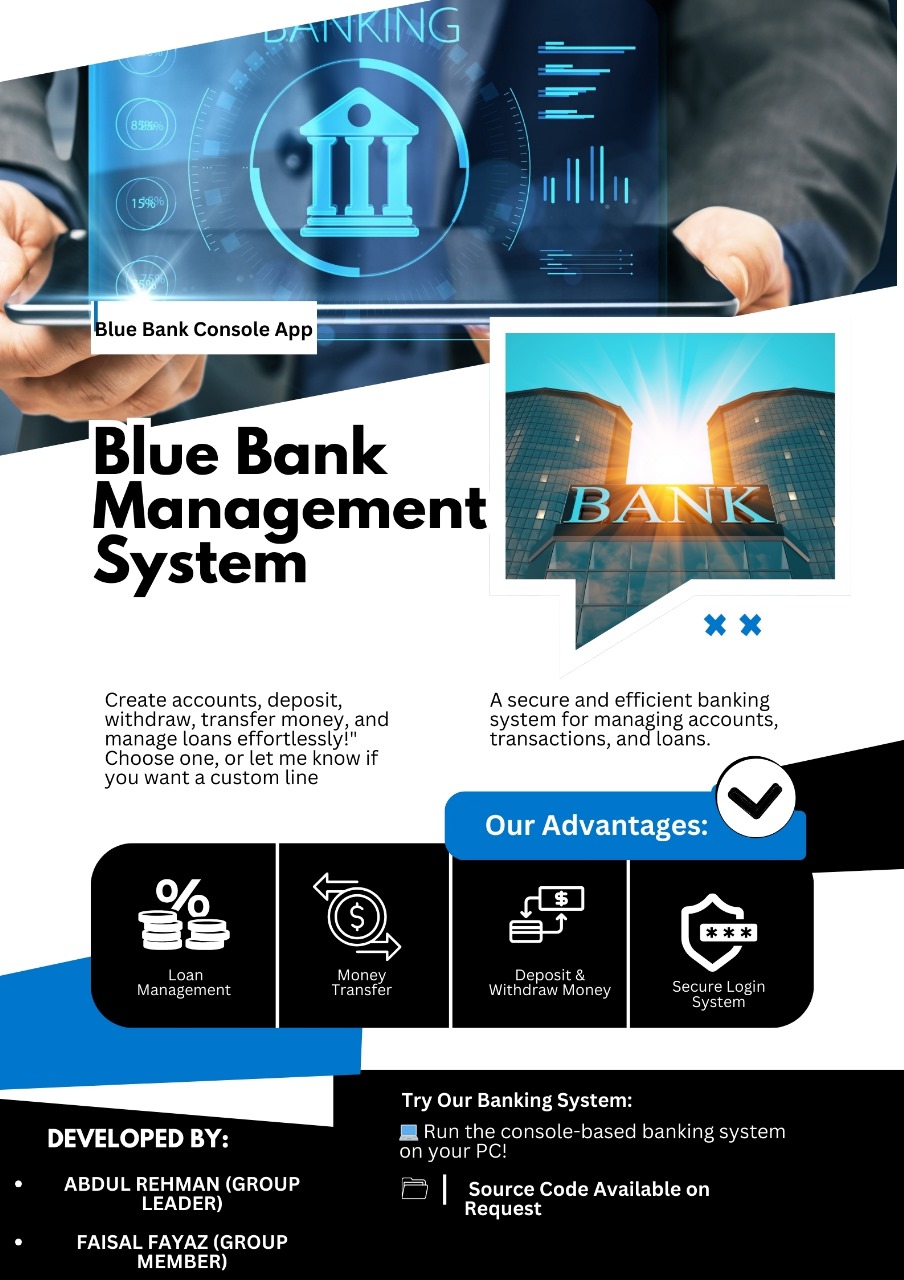 BANKING
85%
15%
Blue Bank Console App
Blue Bank
Management
System
BANK
Create accounts, deposit,
withdraw, transfer money, and
manage loans effortlessly!"
Choose one, or let me know if
you want a custom line
A secure and efficient banking
system for managing accounts,
transactions, and loans.
Our Advantages:
%
$
$
***
Loan
Management
Money
Transfer
Deposit &
Withdraw Money
Secure Login
System
DEVELOPED BY:
• ABDUL REHMAN (GROUP
LEADER)
• FAISAL FAYAZ (GROUP
MEMBER)
Try Our Banking System:
💻 Run the console-based banking system
on your PC!
Source Code Available on
Request